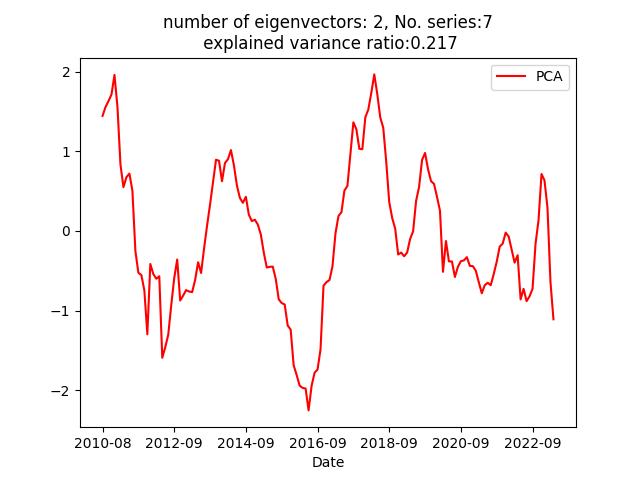 number of eigenvectors: 2, No. series:7
explained variance ratio:0.217
PCA
2
1
0
−1
−2
2010-08 2012-09 2014-09 2016-09 2018-09 2020-09 2022-09
Date